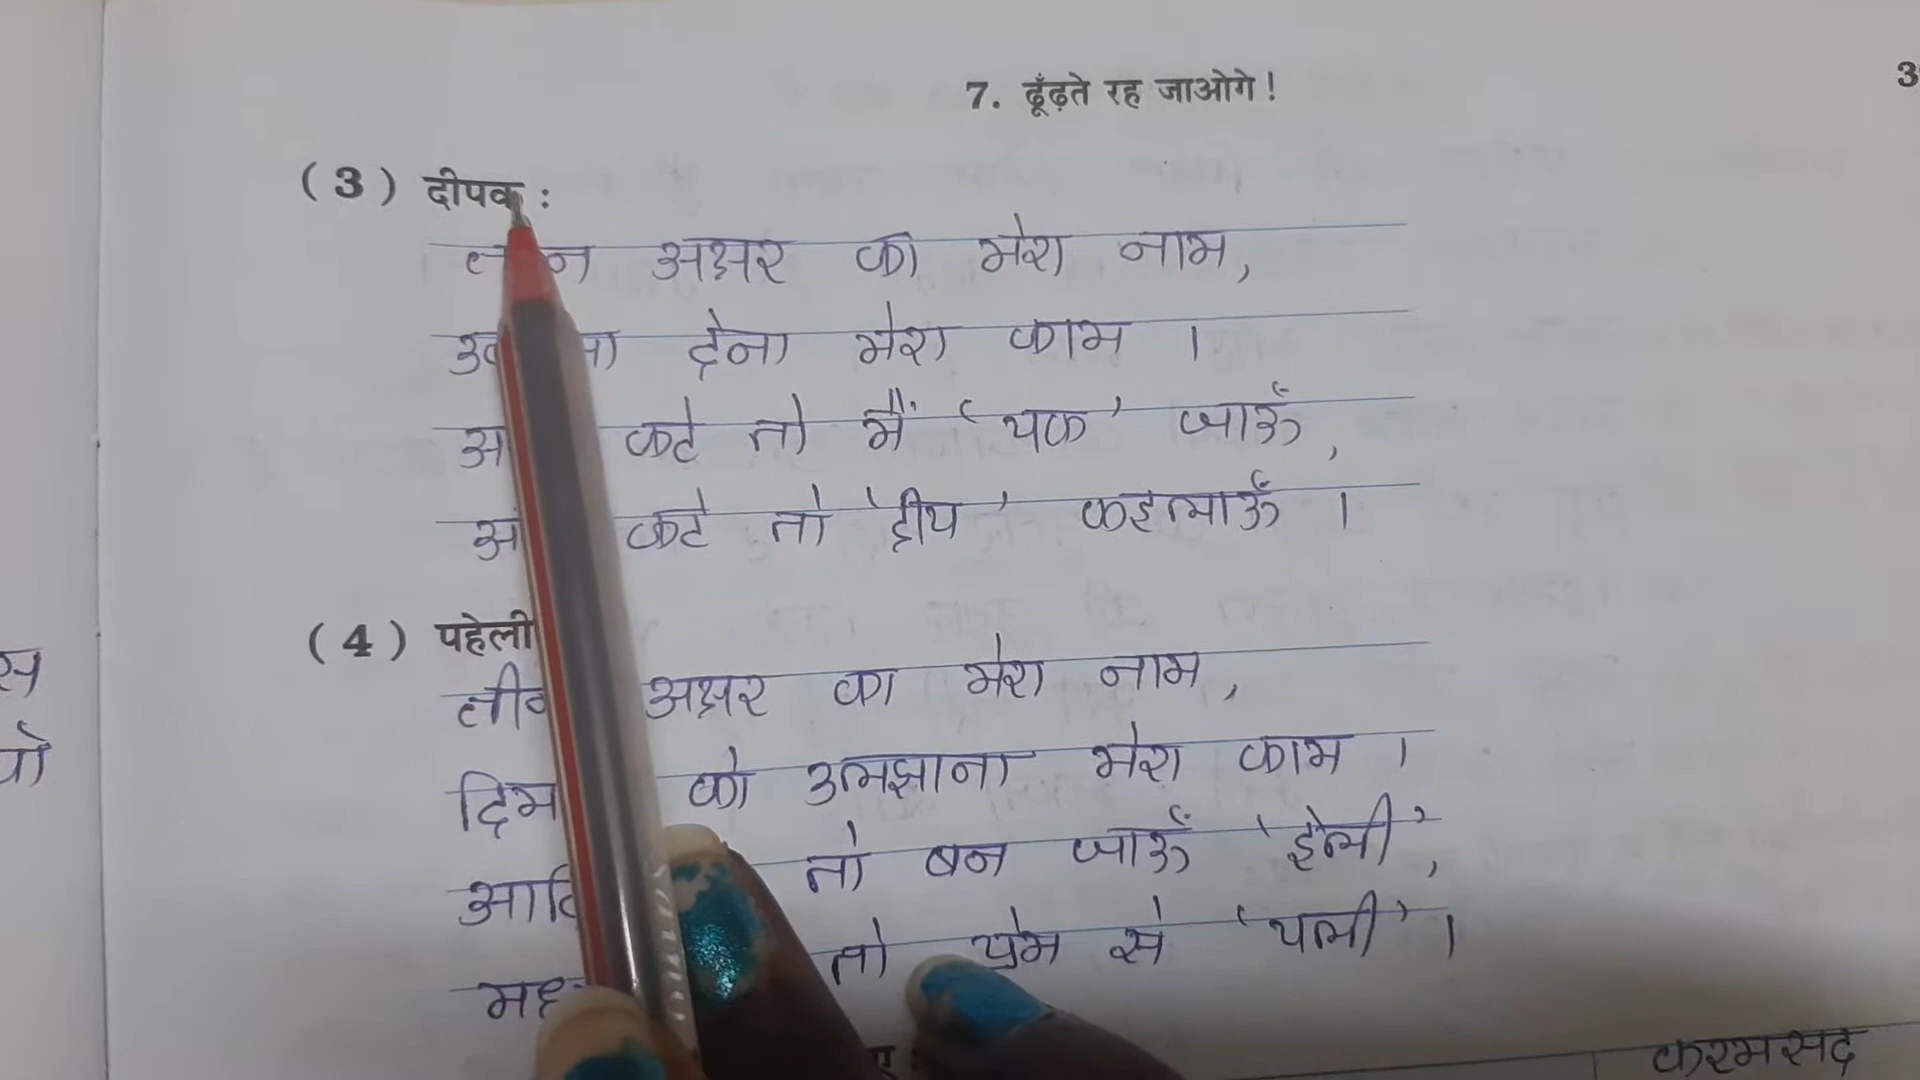 7. ढूँढ़ते रह जाओगे!
(3) दीपक :
अक्षर का मेरा नाम,
देना मेरा काम ।
कटे तो मैं 'पक' जाऊँ,
कटे तो 'दीप' कहलाऊँ ।
(4) पहेली
अक्षर का मेरा नाम,
को उलझाना मेरा काम ।
तो बन जाऊँ 'हेली',
तो प्रेम से 'पली' ।
करमसद